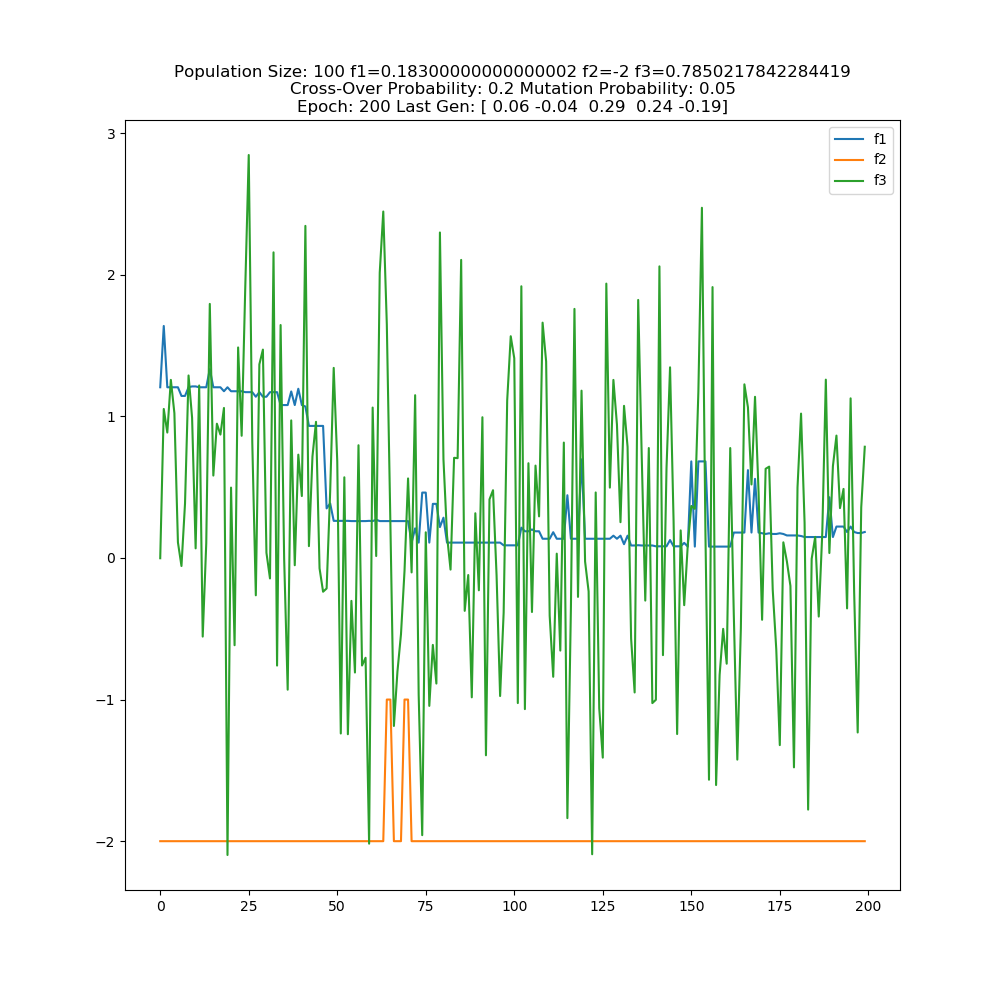 Population Size: 100 f1=0.18300000000000002 f2=-2 f3=0.7850217842284419
Cross-Over Probability: 0.2 Mutation Probability: 0.05
Epoch: 200 Last Gen: [ 0.06 -0.04  0.29  0.24 -0.19]
f1
f2
f3
3
2
1
0
−1
−2
0 25 50 75 100 125 150 175 200